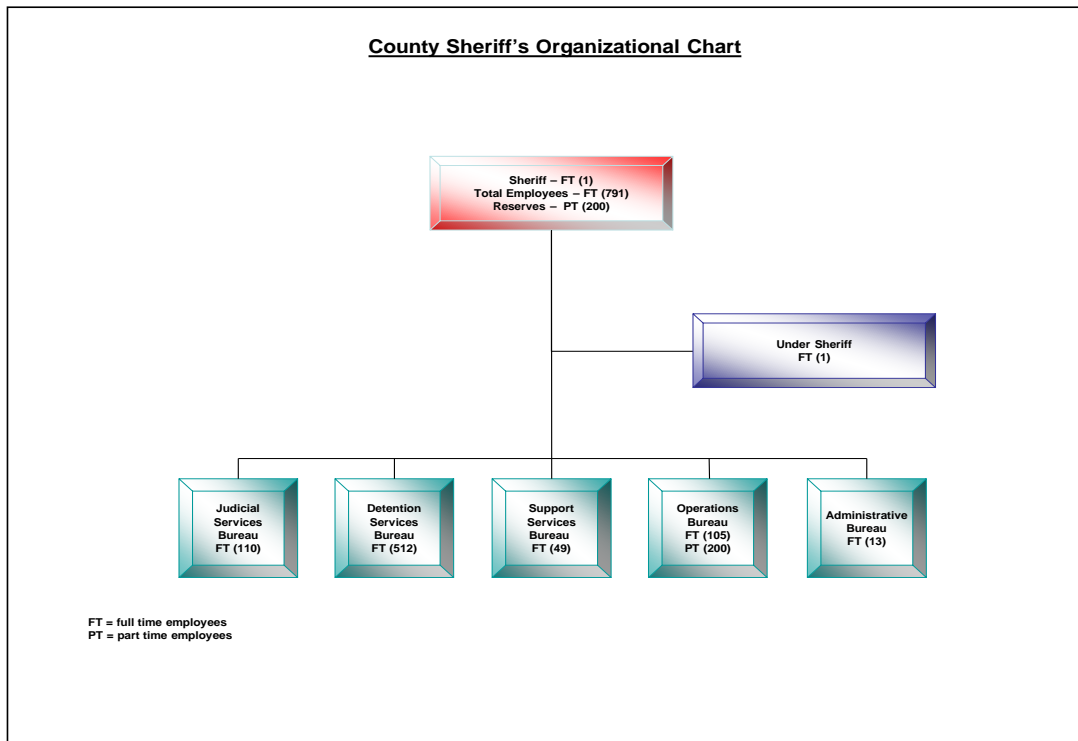 County Sheriff's Organizational Chart
Sheriff – FT (1)
Total Employees – FT (791)
Reserves – PT (200)
Under Sheriff
FT (1)
Judicial
Services
Bureau
FT (110)
Detention
Services
Bureau
FT (512)
Support
Services
Bureau
FT (49)
Operations
Bureau
FT (105)
PT (200)
Administrative
Bureau
FT (13)
FT = full time employees
PT = part time employees